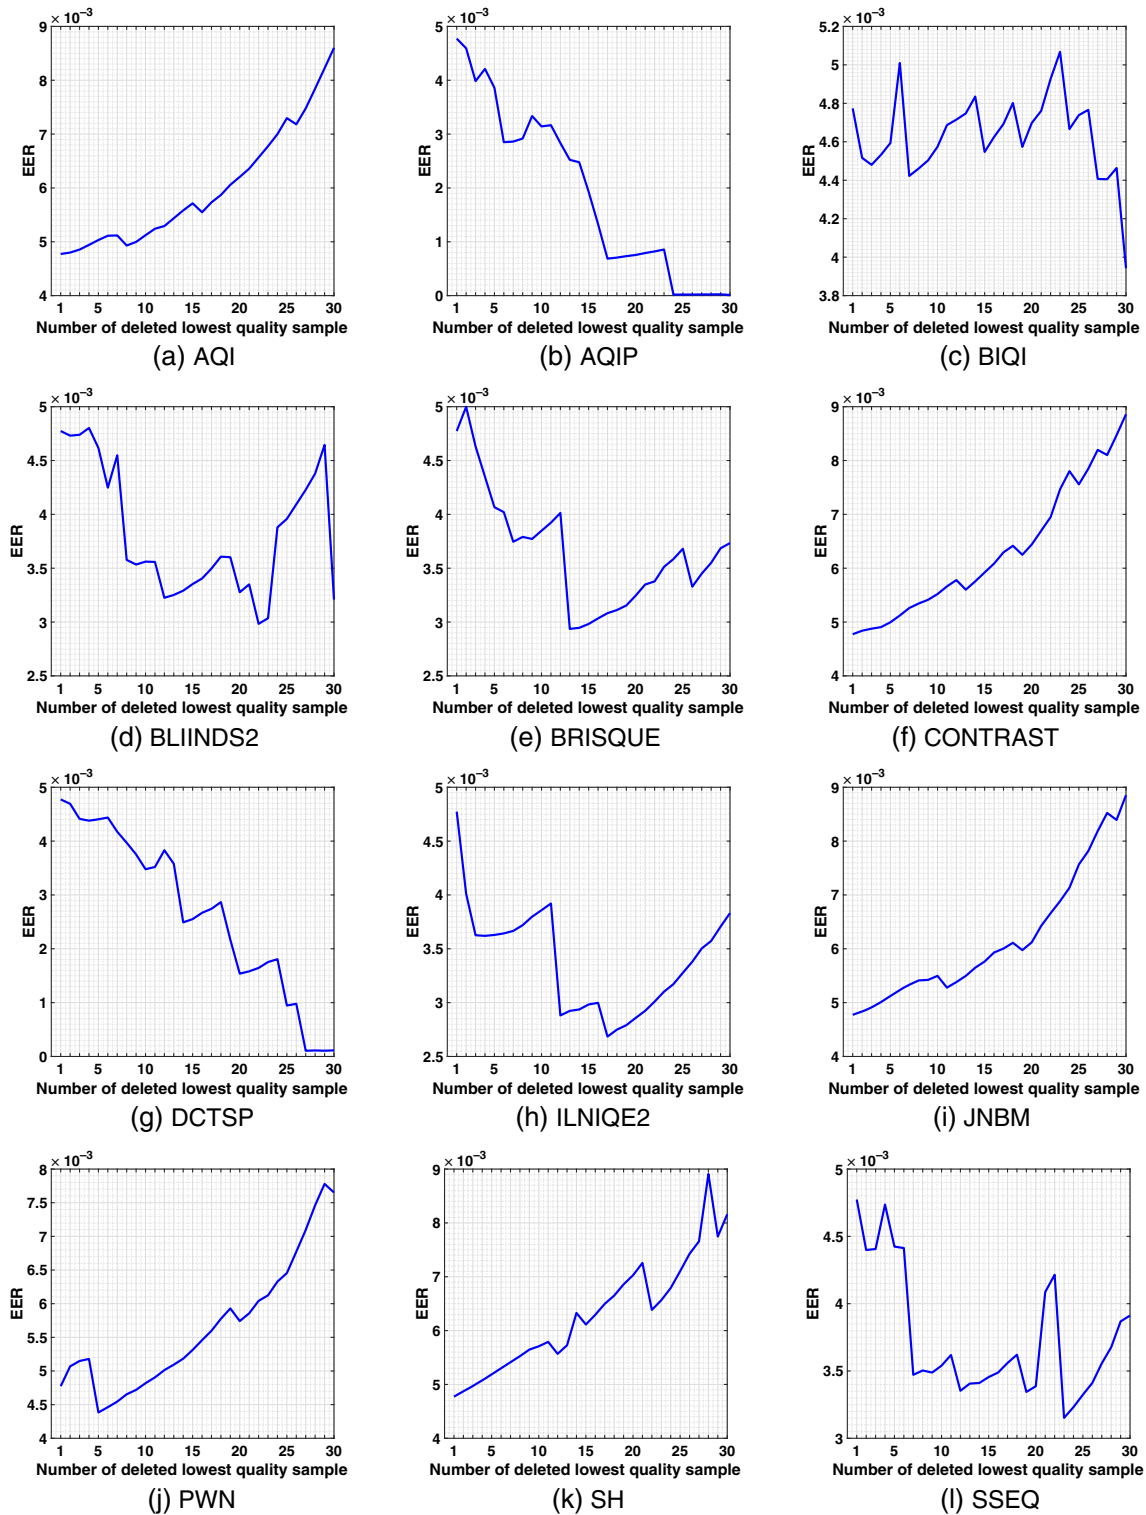 × 10⁻³
9
8
7
6
5
4
EER
1 5 10 15 20 25 30
Number of deleted lowest quality sample
(a) AQI
× 10⁻³
5
4
3
2
1
0
EER
1 5 10 15 20 25 30
Number of deleted lowest quality sample
(b) AQIP
× 10⁻³
5.2
5
4.8
4.6
4.4
4.2
4
3.8
EER
1 5 10 15 20 25 30
Number of deleted lowest quality sample
(c) BIQI
× 10⁻³
5
4.5
4
3.5
3
2.5
EER
1 5 10 15 20 25 30
Number of deleted lowest quality sample
(d) BLIINDS2
× 10⁻³
5
4.5
4
3.5
3
2.5
EER
1 5 10 15 20 25 30
Number of deleted lowest quality sample
(e) BRISQUE
× 10⁻³
9
8
7
6
5
4
EER
1 5 10 15 20 25 30
Number of deleted lowest quality sample
(f) CONTRAST
× 10⁻³
5
4
3
2
1
0
EER
1 5 10 15 20 25 30
Number of deleted lowest quality sample
(g) DCTSP
× 10⁻³
5
4.5
4
3.5
3
2.5
EER
1 5 10 15 20 25 30
Number of deleted lowest quality sample
(h) ILNIQE2
× 10⁻³
9
8
7
6
5
4
EER
1 5 10 15 20 25 30
Number of deleted lowest quality sample
(i) JNBM
× 10⁻³
8
7.5
7
6.5
6
5.5
5
4.5
4
EER
1 5 10 15 20 25 30
Number of deleted lowest quality sample
(j) PWN
× 10⁻³
9
8
7
6
5
4
EER
1 5 10 15 20 25 30
Number of deleted lowest quality sample
(k) SH
× 10⁻³
5
4.5
4
3.5
3
EER
1 5 10 15 20 25 30
Number of deleted lowest quality sample
(l) SSEQ